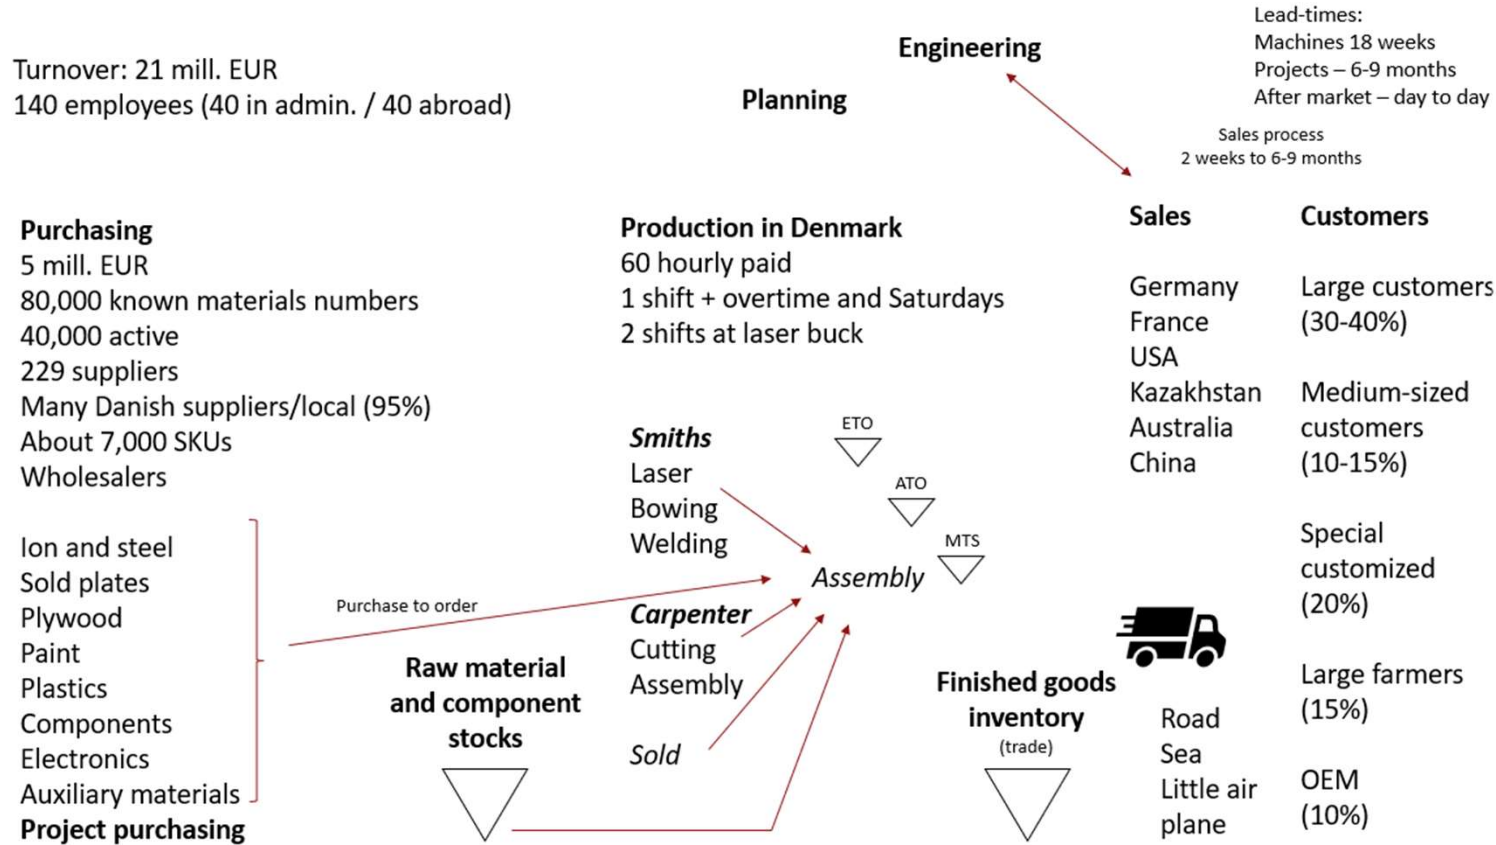 Turnover: 21 mill. EUR
140 employees (40 in admin. / 40 abroad)
Engineering
Planning
Lead-times:
Machines 18 weeks
Projects – 6-9 months
After market – day to day
Sales process
2 weeks to 6-9 months
Purchasing
5 mill. EUR
80,000 known materials numbers
40,000 active
229 suppliers
Many Danish suppliers/local (95%)
About 7,000 SKUs
Wholesalers
Ion and steel
Sold plates
Plywood
Paint
Plastics
Components
Electronics
Auxiliary materials
Project purchasing
Purchase to order
Raw material
and component
stocks
Production in Denmark
60 hourly paid
1 shift + overtime and Saturdays
2 shifts at laser buck
Smiths
Laser
Bowing
Welding
Carpenter
Cutting
Assembly
Sold
ETO
ATO
MTS
Assembly
Finished goods
inventory
(trade)
Sales
Germany
France
USA
Kazakhstan
Australia
China
Road
Sea
Little air
plane
Customers
Large customers
(30-40%)
Medium-sized
customers
(10-15%)
Special
customized
(20%)
Large farmers
(15%)
OEM
(10%)